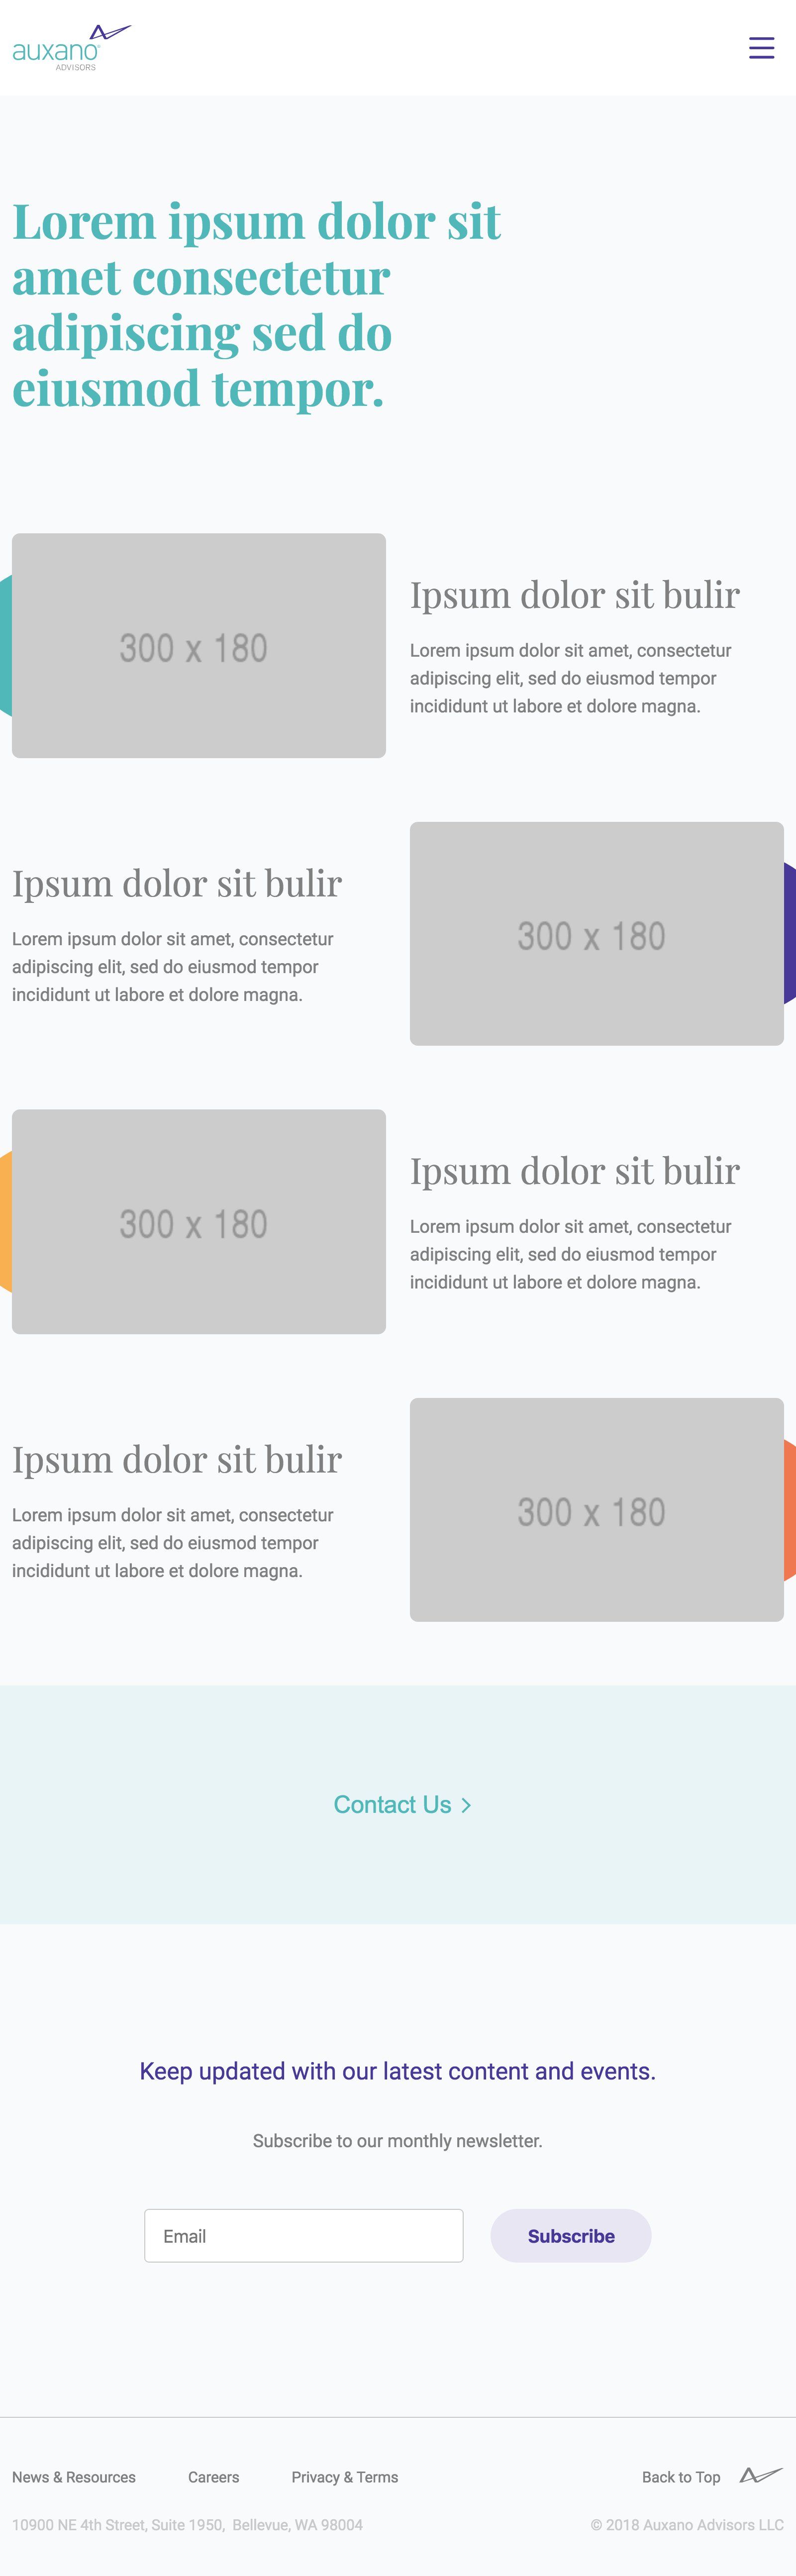 auxano
ADVISORS
Lorem ipsum dolor sit
amet consectetur
adipiscing sed do
eiusmod tempor.
300 x 180
Ipsum dolor sit bulir
Lorem ipsum dolor sit amet, consectetur
adipiscing elit, sed do eiusmod tempor
incididunt ut labore et dolore magna.
Ipsum dolor sit bulir
Lorem ipsum dolor sit amet, consectetur
adipiscing elit, sed do eiusmod tempor
incididunt ut labore et dolore magna.
300 x 180
300 x 180
Ipsum dolor sit bulir
Lorem ipsum dolor sit amet, consectetur
adipiscing elit, sed do eiusmod tempor
incididunt ut labore et dolore magna.
Ipsum dolor sit bulir
Lorem ipsum dolor sit amet, consectetur
adipiscing elit, sed do eiusmod tempor
incididunt ut labore et dolore magna.
300 x 180
Contact Us
Keep updated with our latest content and events.
Subscribe to our monthly newsletter.
Email
Subscribe
News & Resources Careers Privacy & Terms Back to Top
10900 NE 4th Street, Suite 1950, Bellevue, WA 98004 © 2018 Auxano Advisors LLC